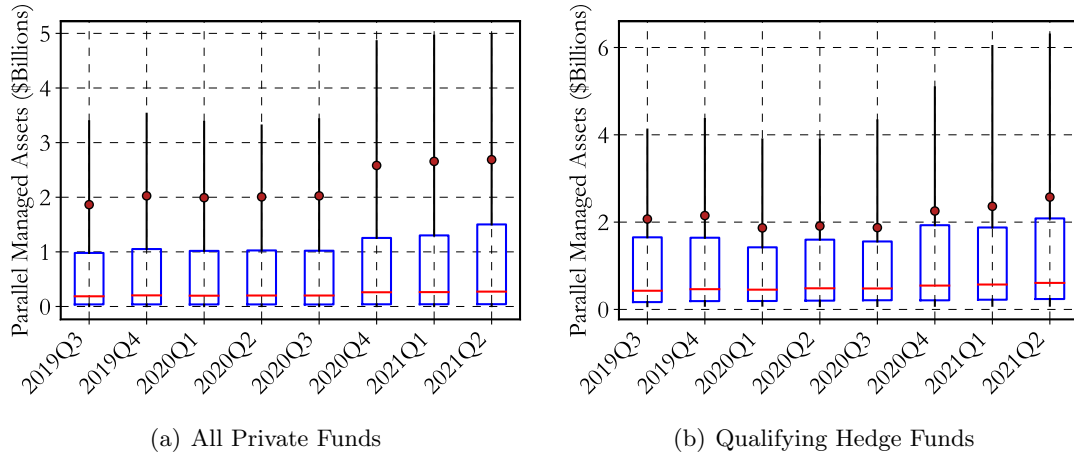 Parallel Managed Assets ($Billions)
5
4
3
2
1
0
2019Q3
2019Q4
2020Q1
2020Q2
2020Q3
2020Q4
2021Q1
2021Q2
(a) All Private Funds
Parallel Managed Assets ($Billions)
6
4
2
0
2019Q3
2019Q4
2020Q1
2020Q2
2020Q3
2020Q4
2021Q1
2021Q2
(b) Qualifying Hedge Funds